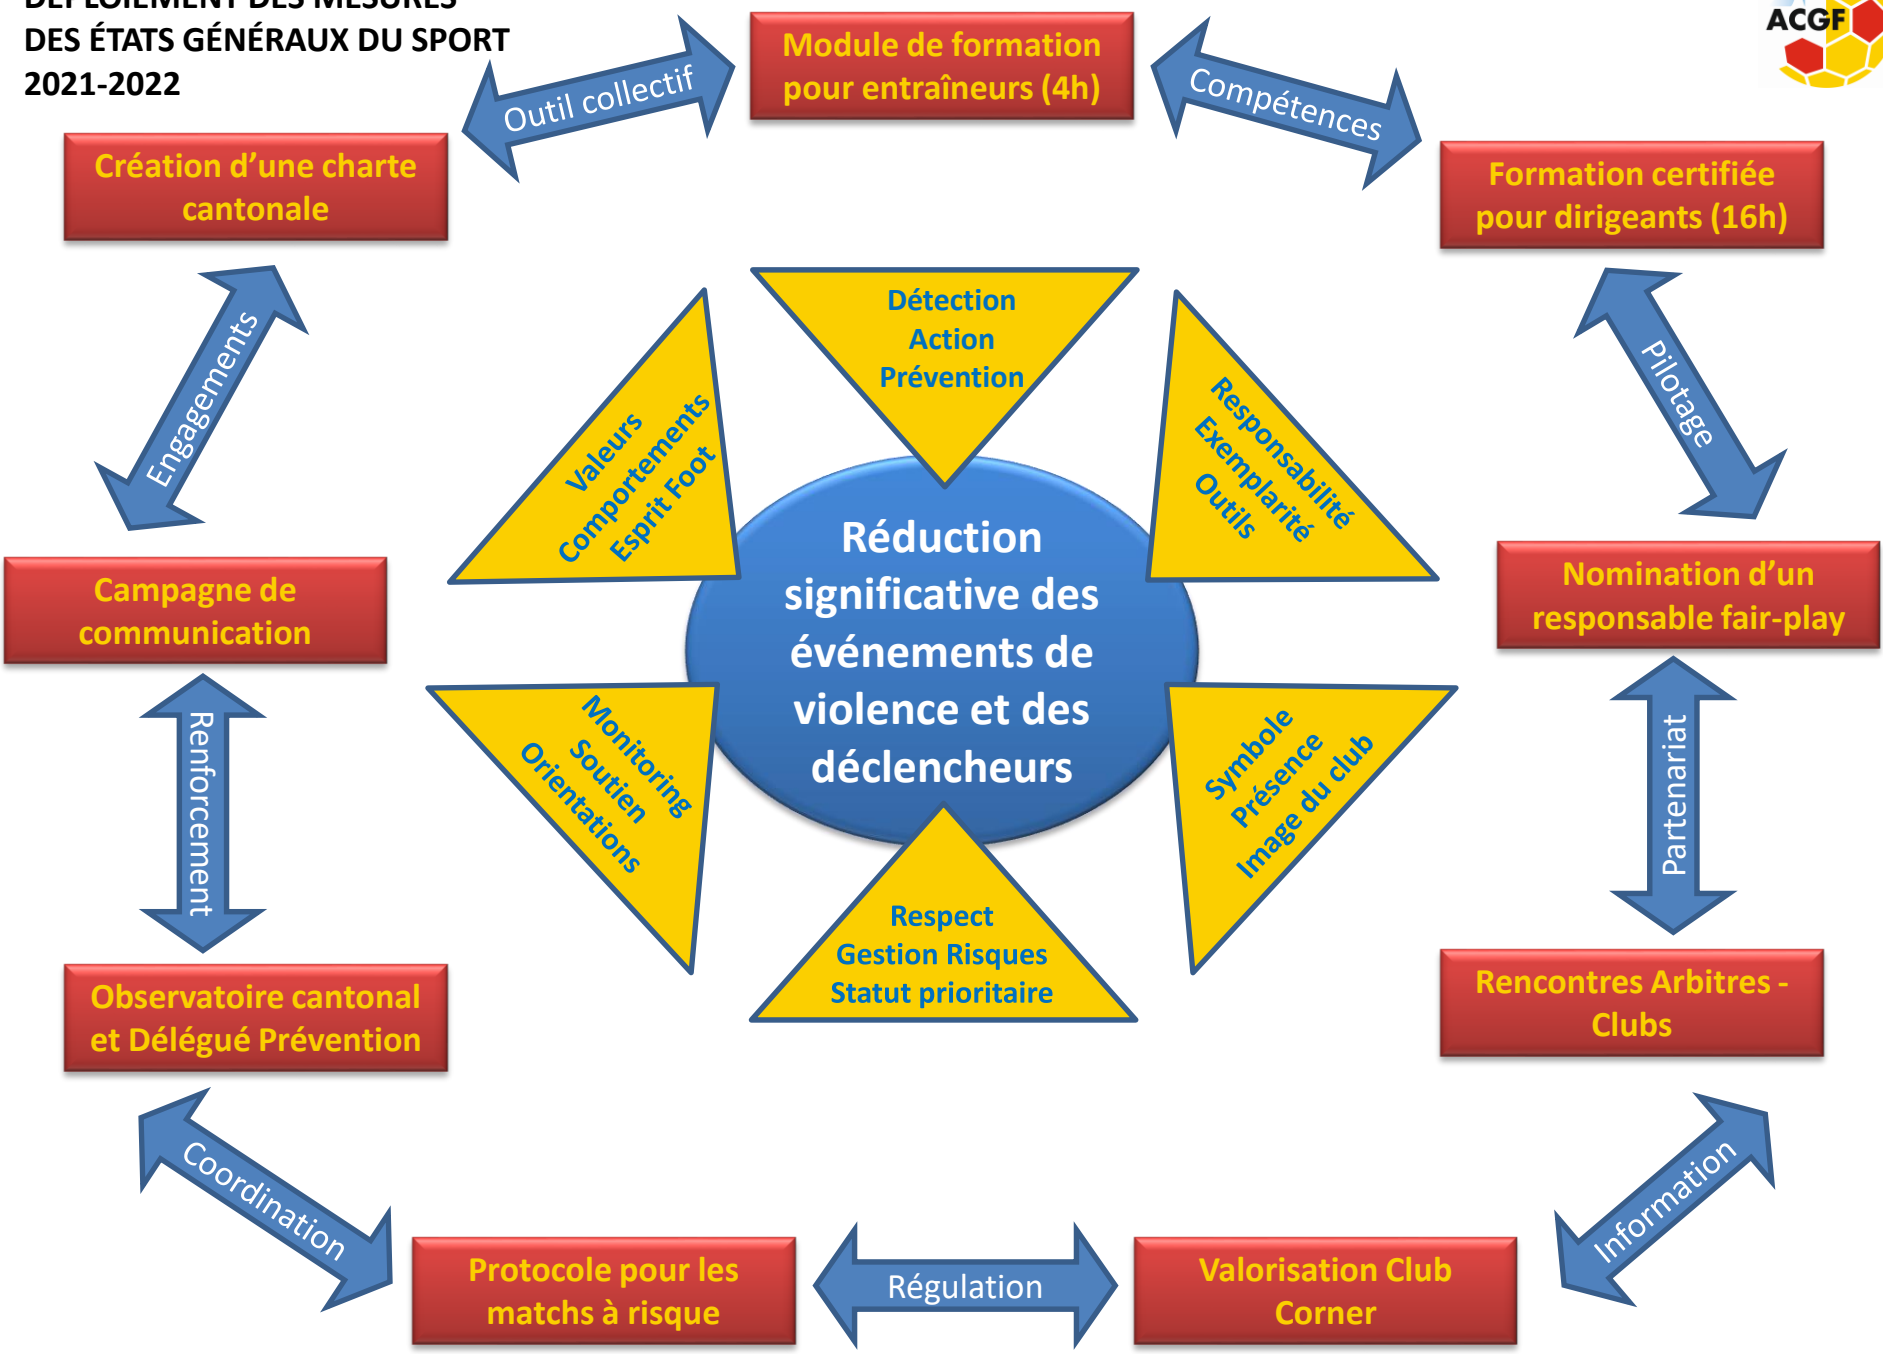 DÉPLOIEMENT DES MESURES
DES ÉTATS GÉNÉRAUX DU SPORT
2021-2022
ACGF
Outil collectif
Module de formation
pour entraîneurs (4h)
Compétences
Création d’une charte
cantonale
Formation certifiée
pour dirigeants (16h)
Engagements
Valeurs
Comportements
Esprit Foot
Détection
Action
Prévention
Responsabilité
Exemplarité
Outils
Pilotage
Campagne de
communication
Réduction
significative des
événements de
violence et des
déclencheurs
Nomination d’un
responsable fair-play
Renforcement
Monitoring
Soutien
Orientations
Respect
Gestion Risques
Statut prioritaire
Symbole
Présence
Image du club
Partenariat
Observatoire cantonal
et Délégué Prévention
Rencontres Arbitres -
Clubs
Coordination
Information
Protocole pour les
matchs à risque
Régulation
Valorisation Club
Corner